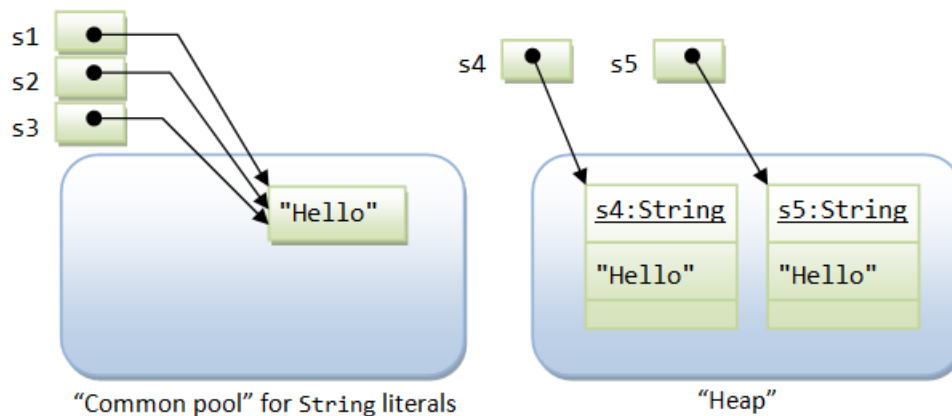 s1
s2
s3
"Hello"
“Common pool” for String literals
s4
s5
s4:String
"Hello"
s5:String
"Hello"
“Heap”